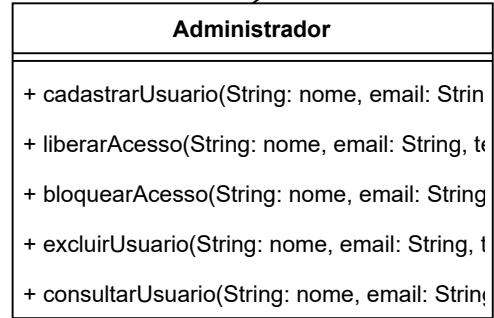 Administrador
+ cadastrarUsuario(String: nome, email: Strin
+ liberarAcesso(String: nome, email: String, te
+ bloquearAcesso(String: nome, email: String
+ excluirUsuario(String: nome, email: String, t
+ consultarUsuario(String: nome, email: String